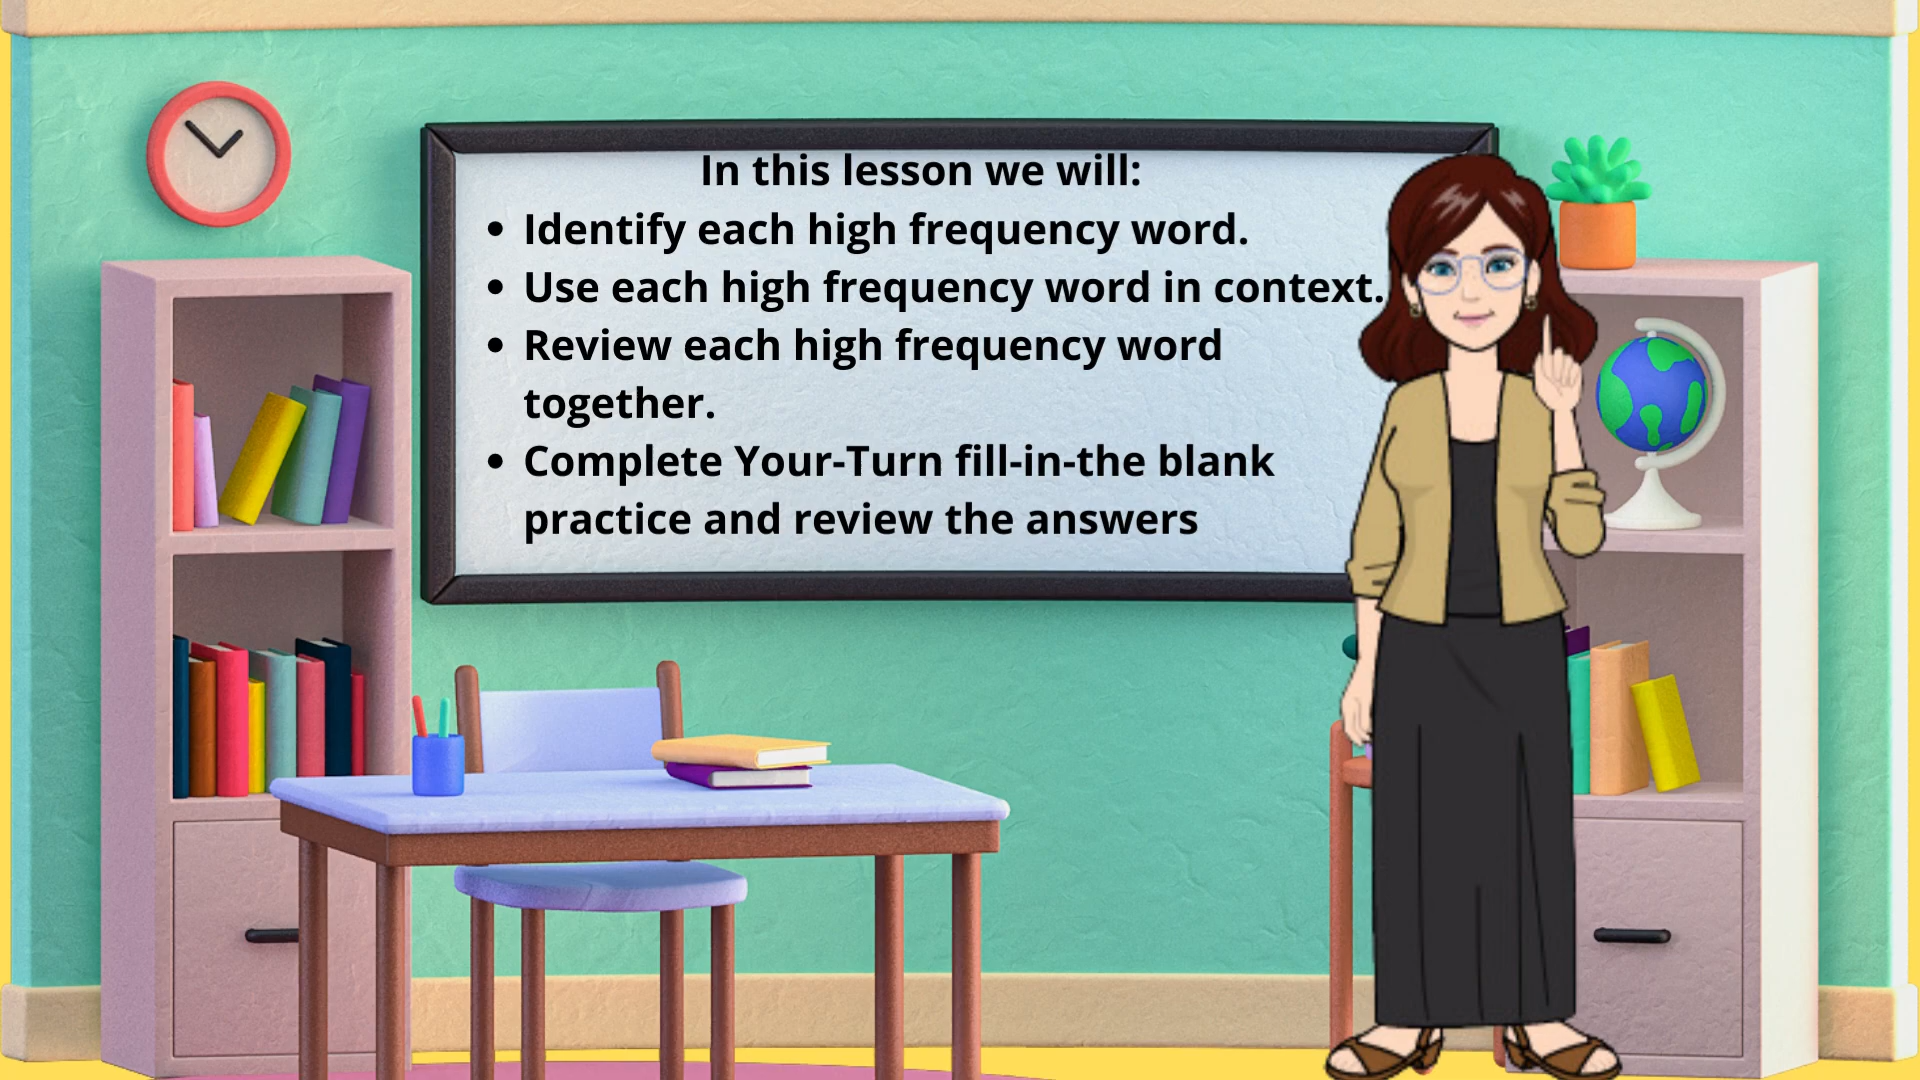 In this lesson we will:
• Identify each high frequency word.
• Use each high frequency word in context.
• Review each high frequency word
together.
• Complete Your-Turn fill-in-the blank
practice and review the answers